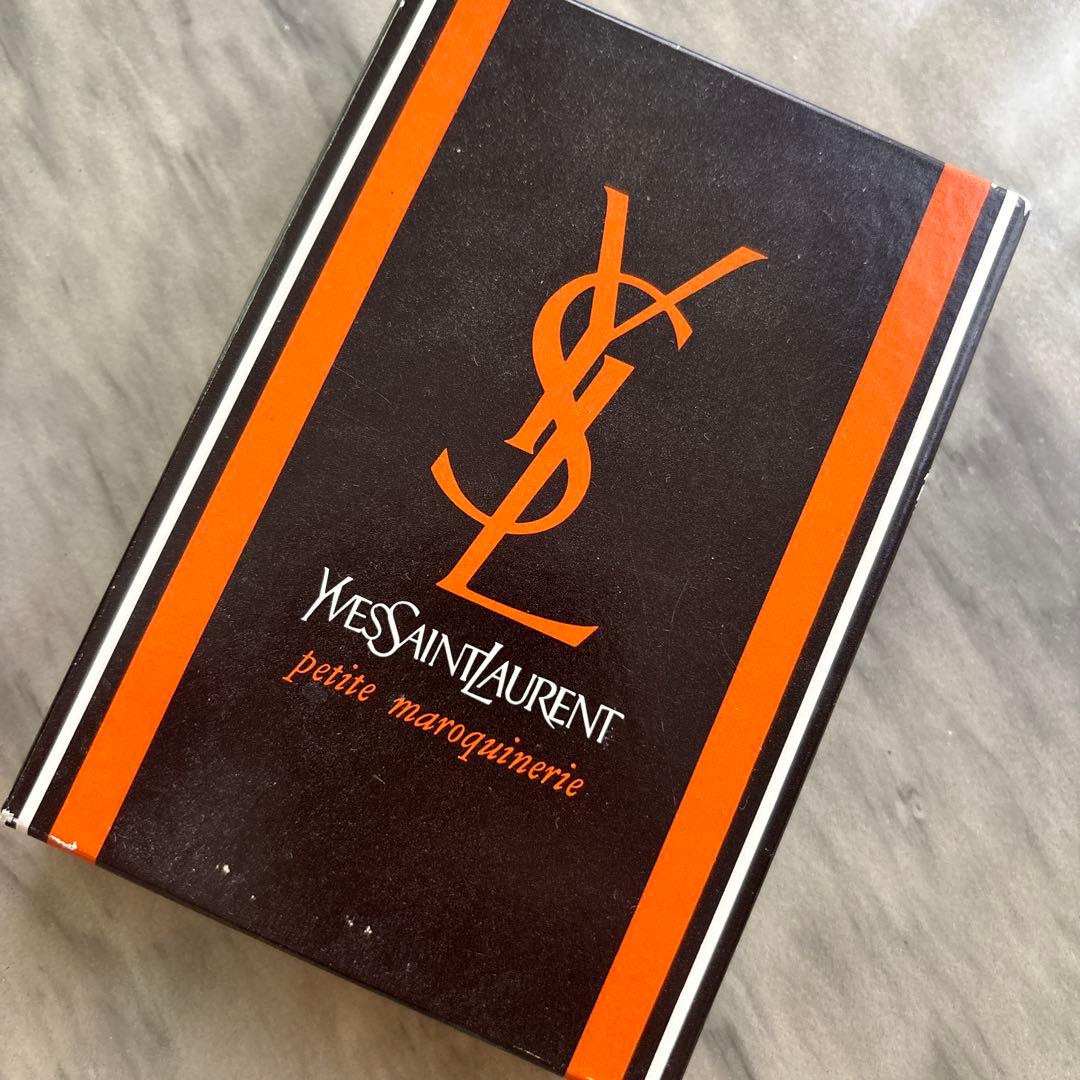 YSL
YVES SAINT LAURENT
petite maroquinerie